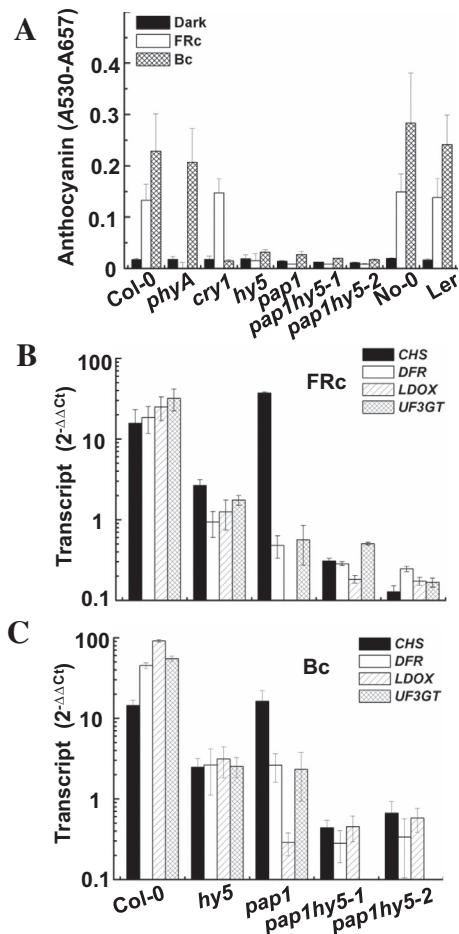 A
Dark
FRc
Bc
Anthocyanin (A530-A657)
0.4
0.3
0.2
0.1
0
Col-0
phyA
cry1
hy5
pap1
pap1hy5-1
pap1hy5-2
No-0
Ler
B
FRc
CHS
DFR
LDOX
UF3GT
Transcript (2-ΔΔCt)
100
10
1
0.1
C
Bc
CHS
DFR
LDOX
UF3GT
Transcript (2-ΔΔCt)
100
10
1
0.1
Col-0
hy5
pap1
pap1hy5-1
pap1hy5-2